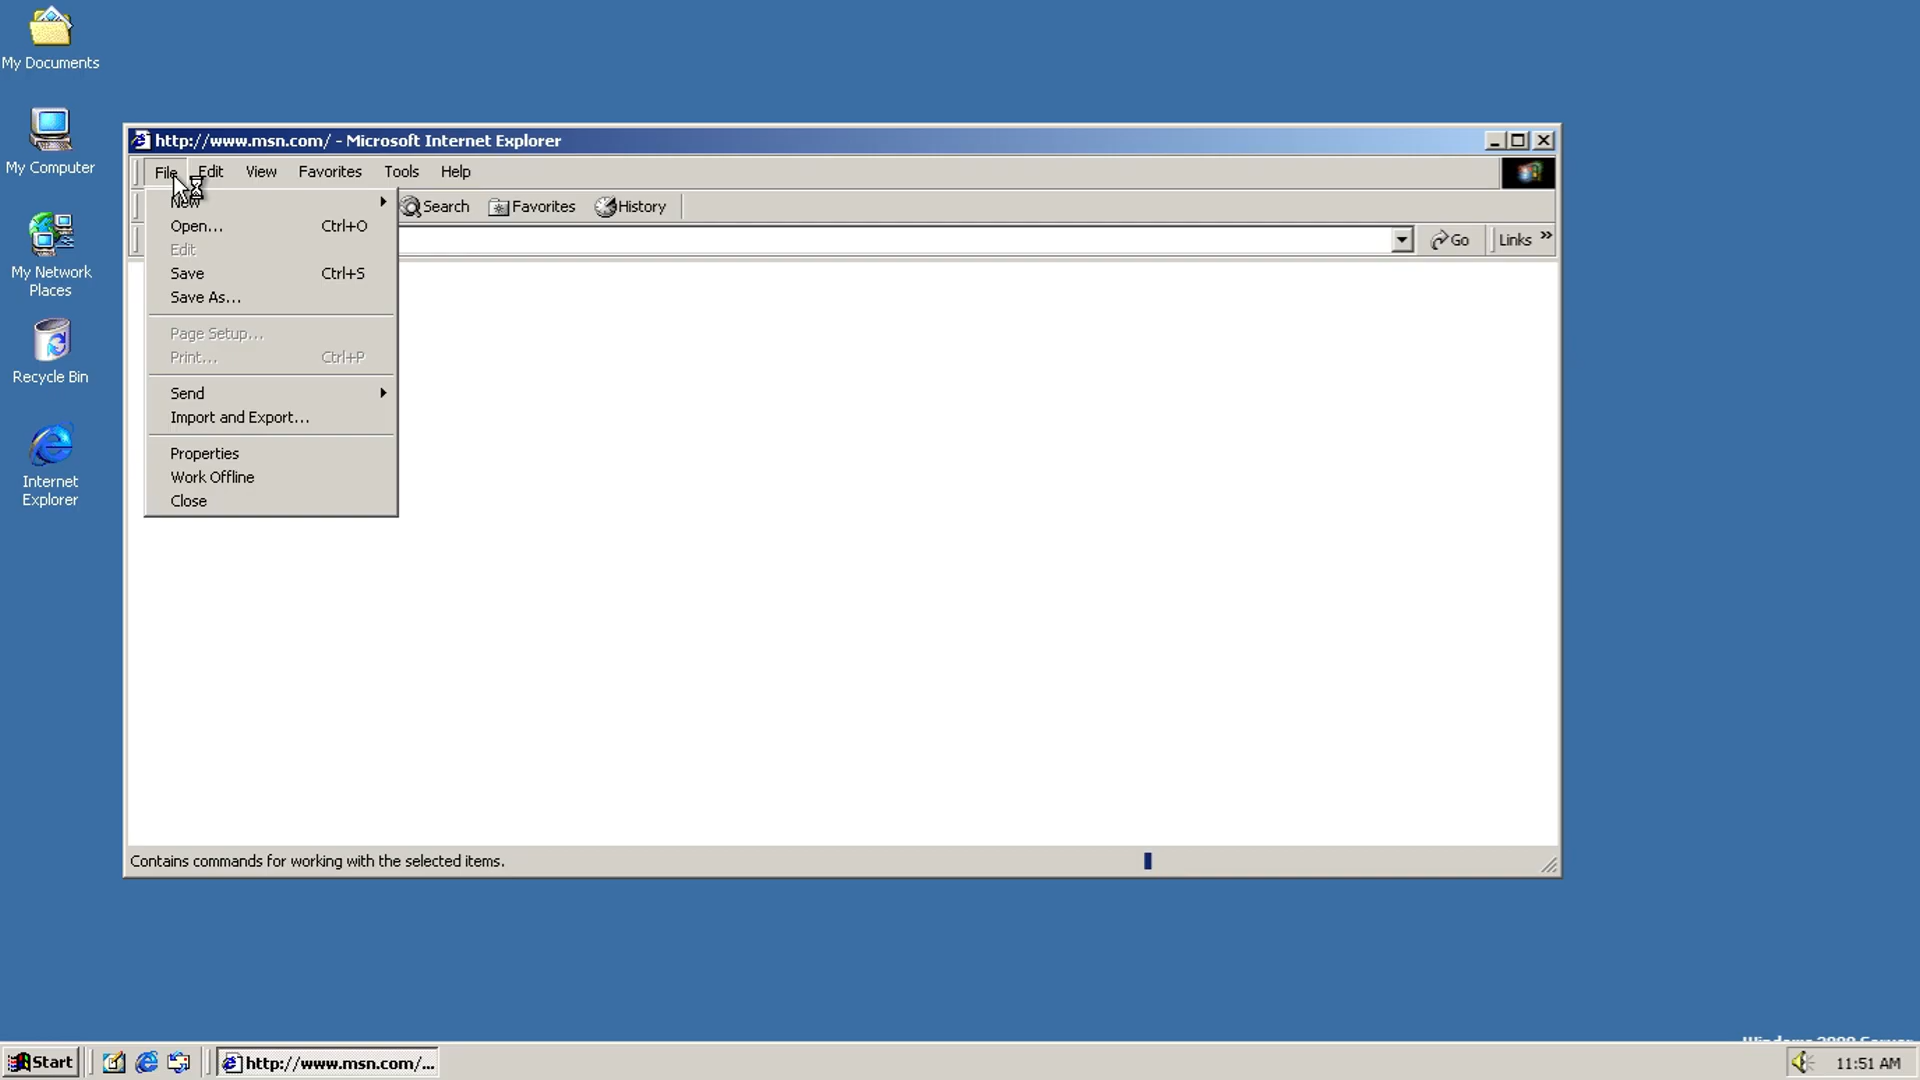 My Documents
My Computer
My Network
Places
Recycle Bin
Internet
Explorer
http://www.msn.com/ - Microsoft Internet Explorer
File Edit View Favorites Tools Help
Search Favorites History
Go Links »
New
Open... Ctrl+O
Edit
Save Ctrl+S
Save As...
Page Setup...
Print... Ctrl+P
Send
Import and Export...
Properties
Work Offline
Close
Contains commands for working with the selected items.
Start http://www.msn.com/... 11:51 AM